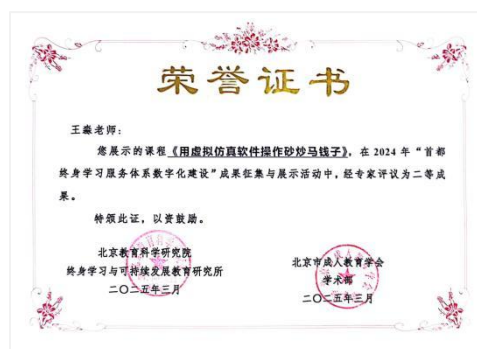 荣誉证书
王淼老师：
您展示的课程《用虚拟仿真软件操作砂炒马钱子》，在 2024 年“首都
终身学习服务体系数字化建设”成果征集与展示活动中，经专家评议为二等成
果。
特颁此证，以资鼓励。
北京教育科学研究院
终身学习与可持续发展教育研究所
二〇二五年三月
北京市成人教育学会
学术部
二〇二五年三月